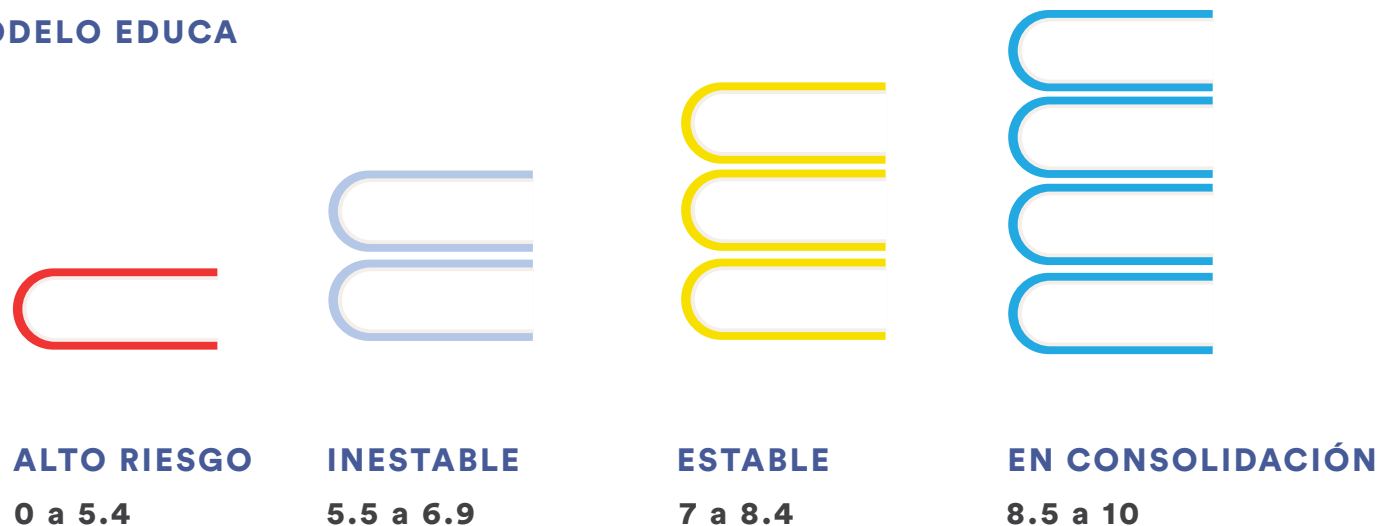 ODELO EDUCA
ALTO RIESGO
0 a 5.4
INESTABLE
5.5 a 6.9
ESTABLE
7 a 8.4
EN CONSOLIDACIÓN
8.5 a 10